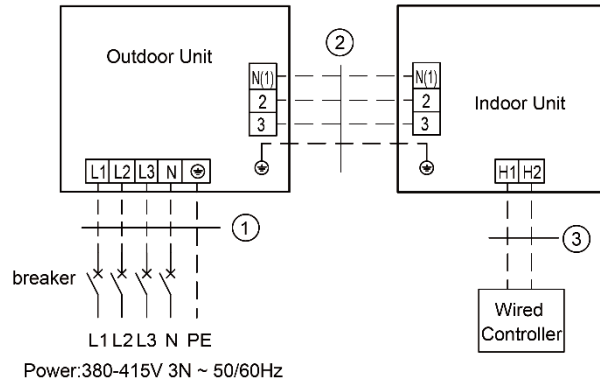 Outdoor Unit
N(1)
2
3
L1 L2 L3 N
2
N(1)
2
3
Indoor Unit
H1 H2
1
3
breaker
Wired
Controller
L1 L2 L3 N PE
Power:380-415V 3N ~ 50/60Hz